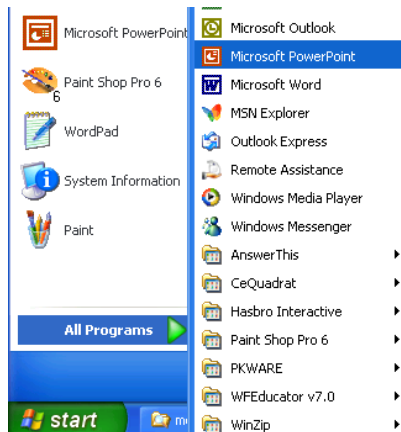 Microsoft PowerPoint
Paint Shop Pro 6
6
WordPad
System Information
Paint
All Programs
start
Microsoft Outlook
Microsoft PowerPoint
Microsoft Word
MSN Explorer
Outlook Express
Remote Assistance
Windows Media Player
Windows Messenger
AnswerThis
CeQuadrat
Hasbro Interactive
Paint Shop Pro 6
PKWARE
WFEducator v7.0
WinZip